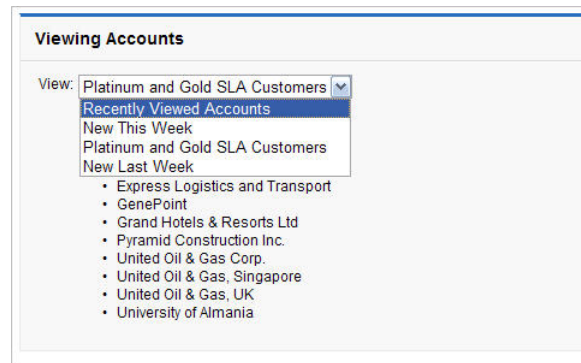 Viewing Accounts
View: Platinum and Gold SLA Customers
Recently Viewed Accounts
New This Week
Platinum and Gold SLA Customers
New Last Week
• Express Logistics and Transport
• GenePoint
• Grand Hotels & Resorts Ltd
• Pyramid Construction Inc.
• United Oil & Gas Corp.
• United Oil & Gas, Singapore
• United Oil & Gas, UK
• University of Almania